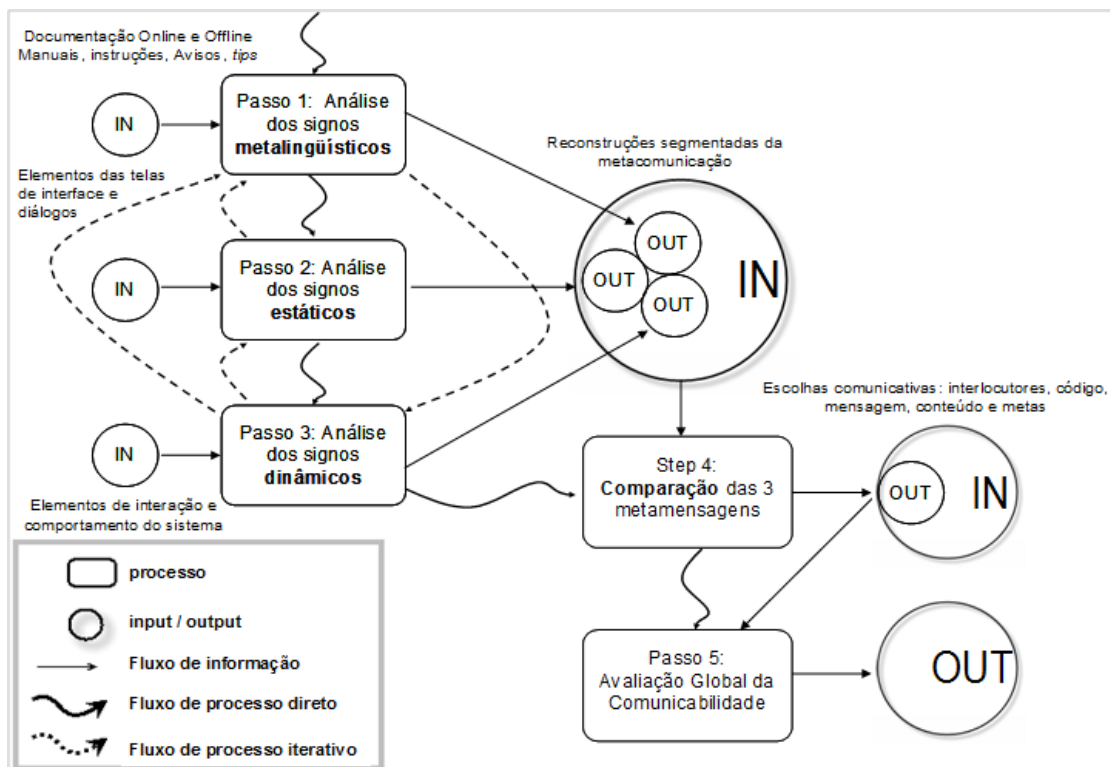 Documentação Online e Offline
Manuais, instruções, Avisos, tips
IN
Passo 1: Análise
dos signos
metalingüísticos
Elementos das telas
de interface e
diálogos
IN
Passo 2: Análise
dos signos
estáticos
IN
Passo 3: Análise
dos signos
dinâmicos
Elementos de interação e
comportamento do sistema
Reconstruções segmentadas da
metacomunicação
OUT
OUT
OUT
IN
Escolhas comunicativas: interlocutores, código,
mensagem, conteúdo e metas
Step 4:
Comparação das 3
metamensagens
OUT
IN
Passo 5:
Avaliação Global da
Comunicabilidade
OUT
processo
input / output
Fluxo de informação
Fluxo de processo direto
Fluxo de processo iterativo